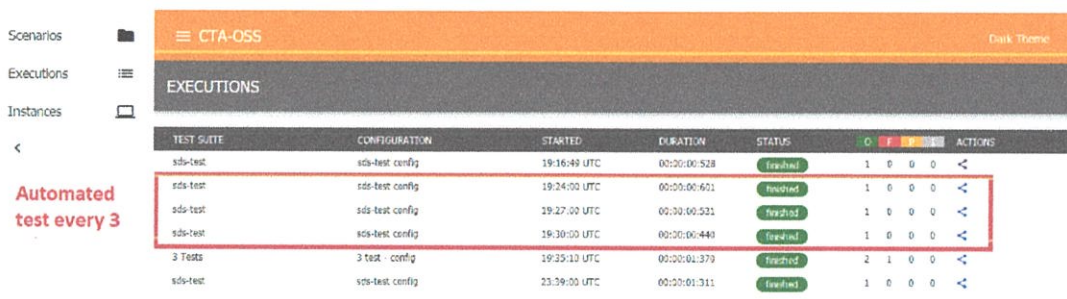 Scenarios
Executions
Instances
CTA-OSS Dark Theme
EXECUTIONS
TEST SUITE CONFIGURATION STARTED DURATION STATUS O F P I ACTIONS
sds-test sds-test config 19:16:49 UTC 00:00:00:528 finished 1 0 0 0
sds-test sds-test config 19:24:00 UTC 00:00:00:601 finished 1 0 0 0
sds-test sds-test config 19:27:00 UTC 00:00:00:531 finished 1 0 0 0
sds-test sds-test config 19:30:00 UTC 00:00:00:440 finished 1 0 0 0
3 Tests 3 test - config 19:35:10 UTC 00:00:01:370 finished 2 1 0 0
sds-test sds-test config 23:39:00 UTC 00:00:01:311 finished 1 0 0 0
Automated
test every 3